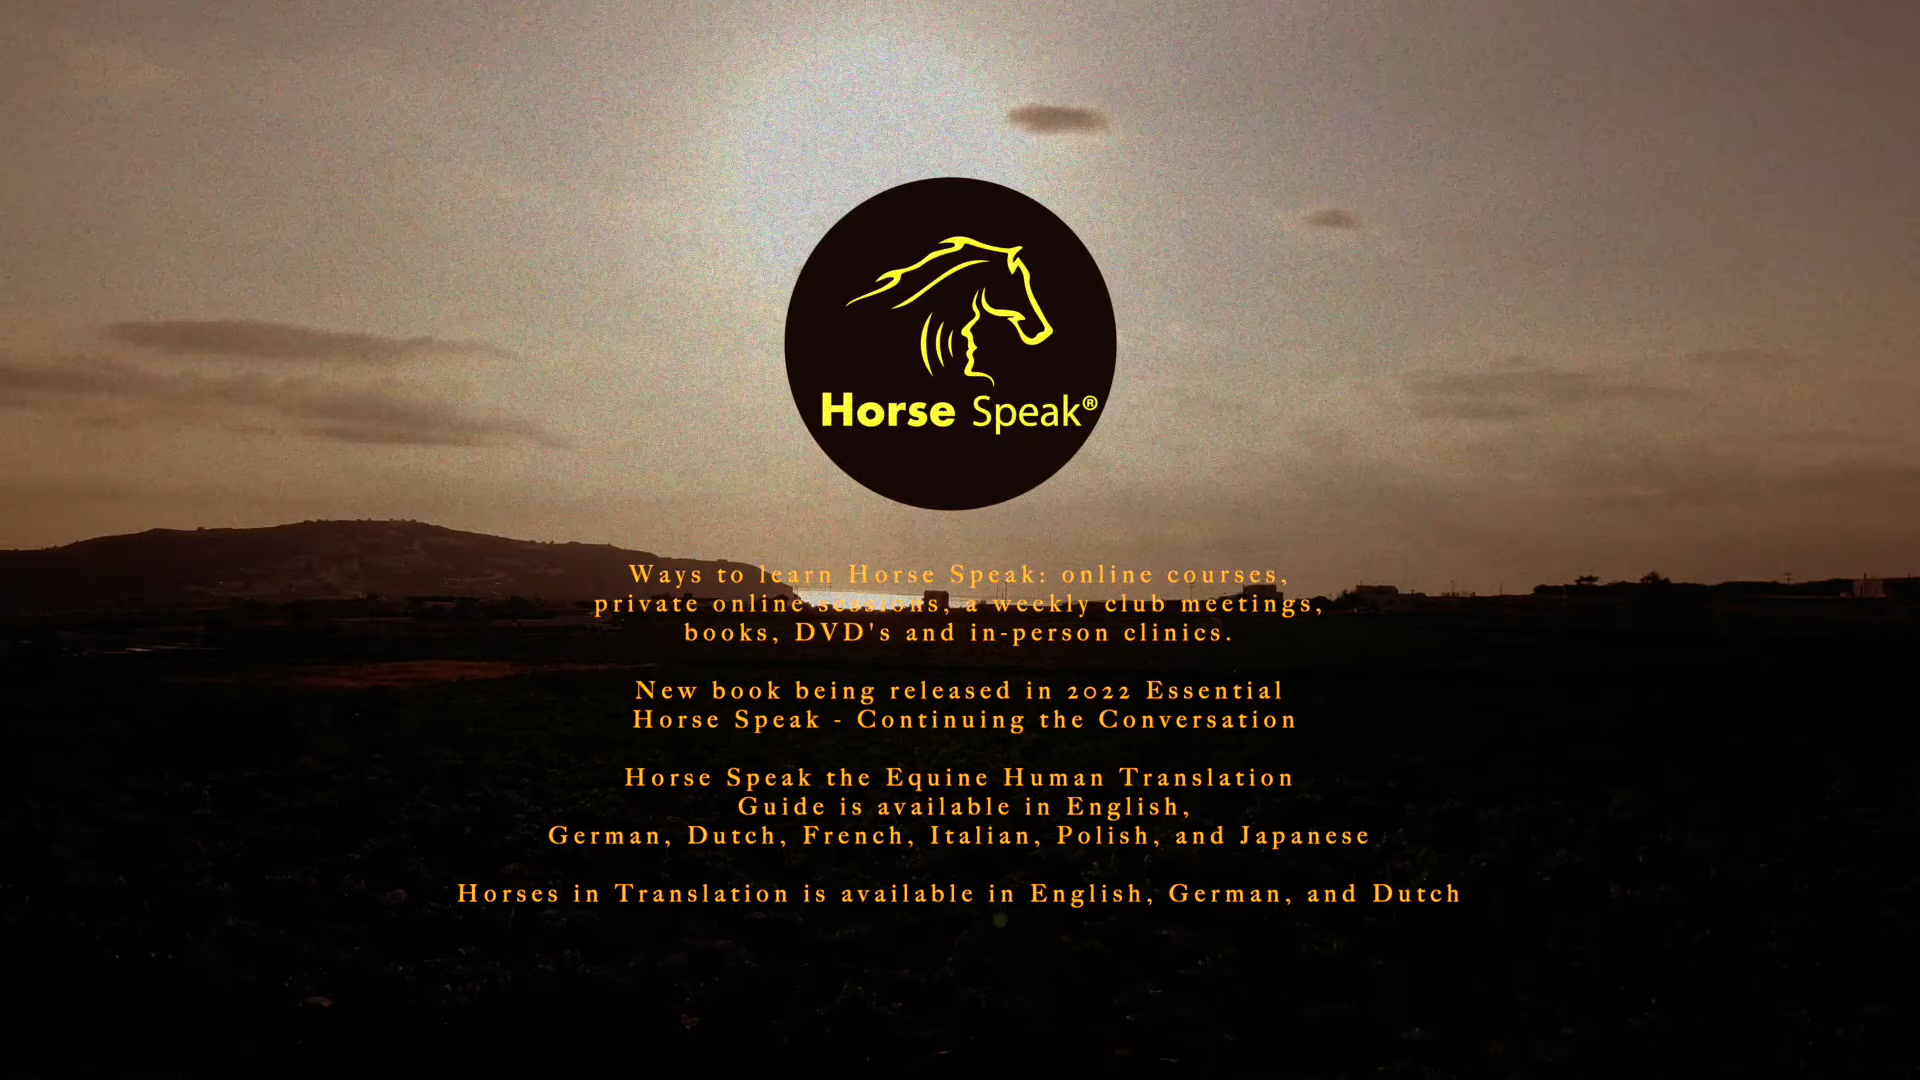 Horse Speak®
Ways to learn Horse Speak: online courses,
private online sessions, a weekly club meetings,
books, DVD's and in-person clinics.
New book being released in 2022 Essential
Horse Speak - Continuing the Conversation
Horse Speak the Equine Human Translation
Guide is available in English,
German, Dutch, French, Italian, Polish, and Japanese
Horses in Translation is available in English, German, and Dutch